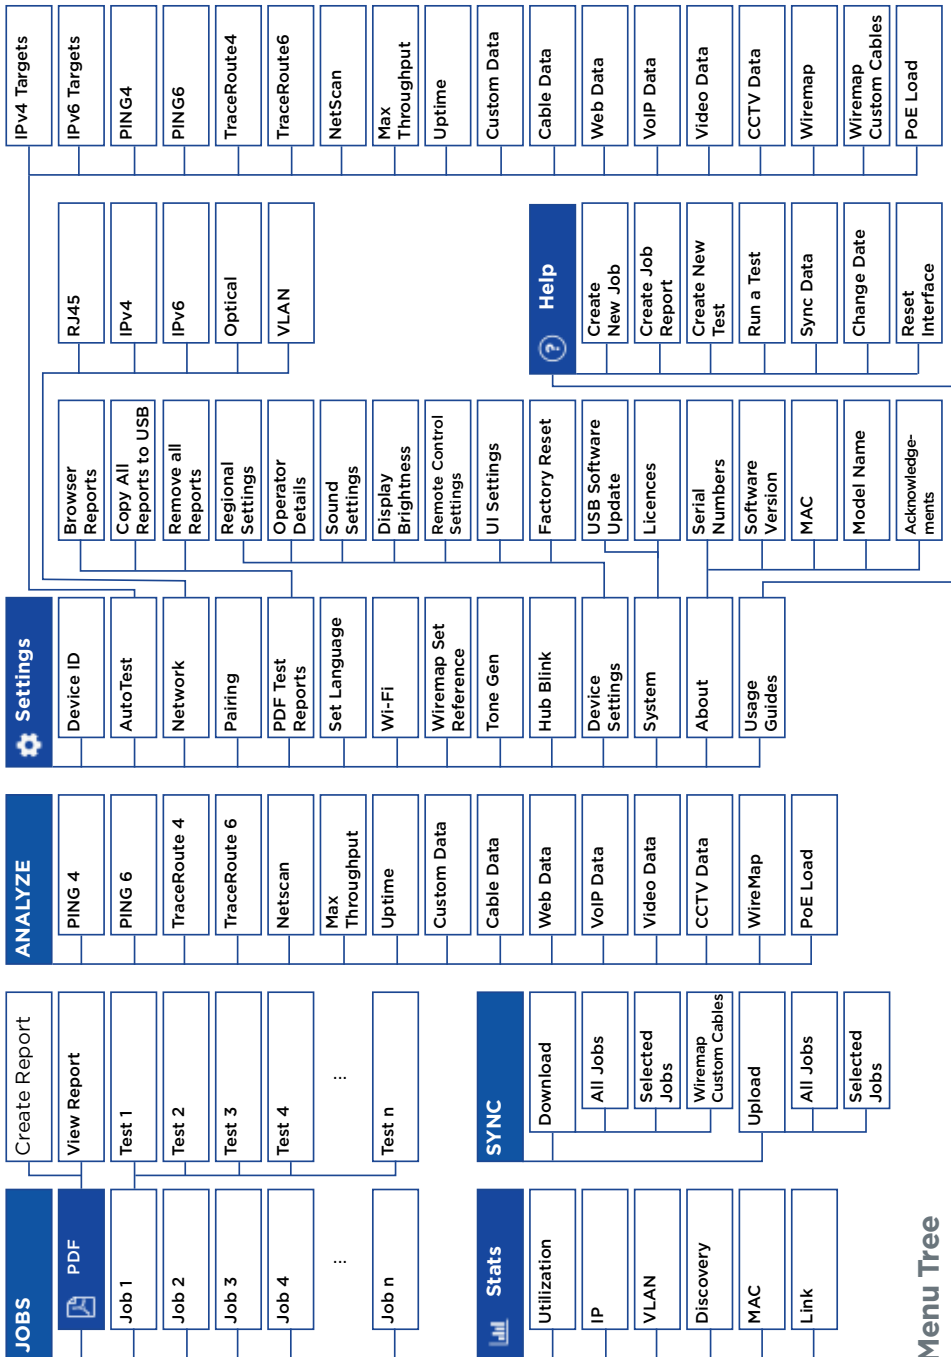 Menu Tree
JOBS
PDF
Create Report
View Report
Job 1
Job 2
Job 3
Job 4
...
Job n
Test 1
Test 2
Test 3
Test 4
...
Test n
Stats
Utilization
IP
VLAN
Discovery
MAC
Link
SYNC
Download
All Jobs
Selected
Jobs
Wiremap
Custom Cables
Upload
All Jobs
Selected
Jobs
ANALYZE
PING 4
PING 6
TraceRoute 4
TraceRoute 6
Netscan
Max
Throughput
Uptime
Custom Data
Cable Data
Web Data
VoIP Data
Video Data
CCTV Data
WireMap
PoE Load
Settings
Device ID
AutoTest
Network
Pairing
PDF Test
Reports
Set Language
Wi-Fi
Wiremap Set
Reference
Tone Gen
Hub Blink
Device
Settings
System
About
Usage
Guides
Browser
Reports
Copy All
Reports to USB
Remove all
Reports
Regional
Settings
Operator
Details
Sound
Settings
Display
Brightness
Remote Control
Settings
UI Settings
Factory Reset
USB Software
Update
Licences
Serial
Numbers
Software
Version
MAC
Model Name
Acknowledge-
ments
RJ45
IPv4
IPv6
Optical
VLAN
Help
Create
New Job
Create Job
Report
Create New
Test
Run a Test
Sync Data
Change Date
Reset
Interface
IPv4 Targets
IPv6 Targets
PING4
PING6
TraceRoute4
TraceRoute6
NetScan
Max
Throughput
Uptime
Custom Data
Cable Data
Web Data
VoIP Data
Video Data
CCTV Data
Wiremap
Wiremap
Custom Cables
PoE Load